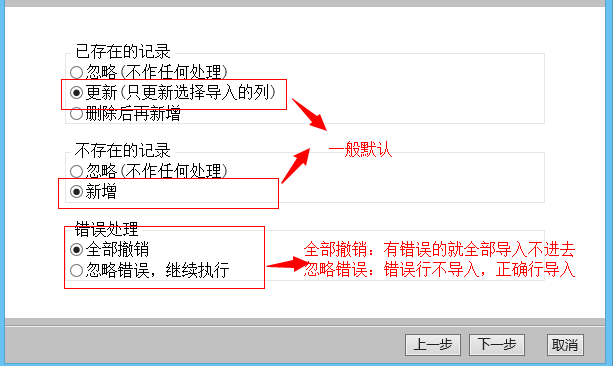 已存在的记录
忽略(不作任何处理)
更新(只更新选择导入的列)
删除后再新增
一般默认
不存在的记录
忽略(不作任何处理)
新增
错误处理
全部撤销
全部撤销：有错误的就全部导入不进去
忽略错误，继续执行
忽略错误：错误行不导入，正确行导入
上一步 下一步 取消